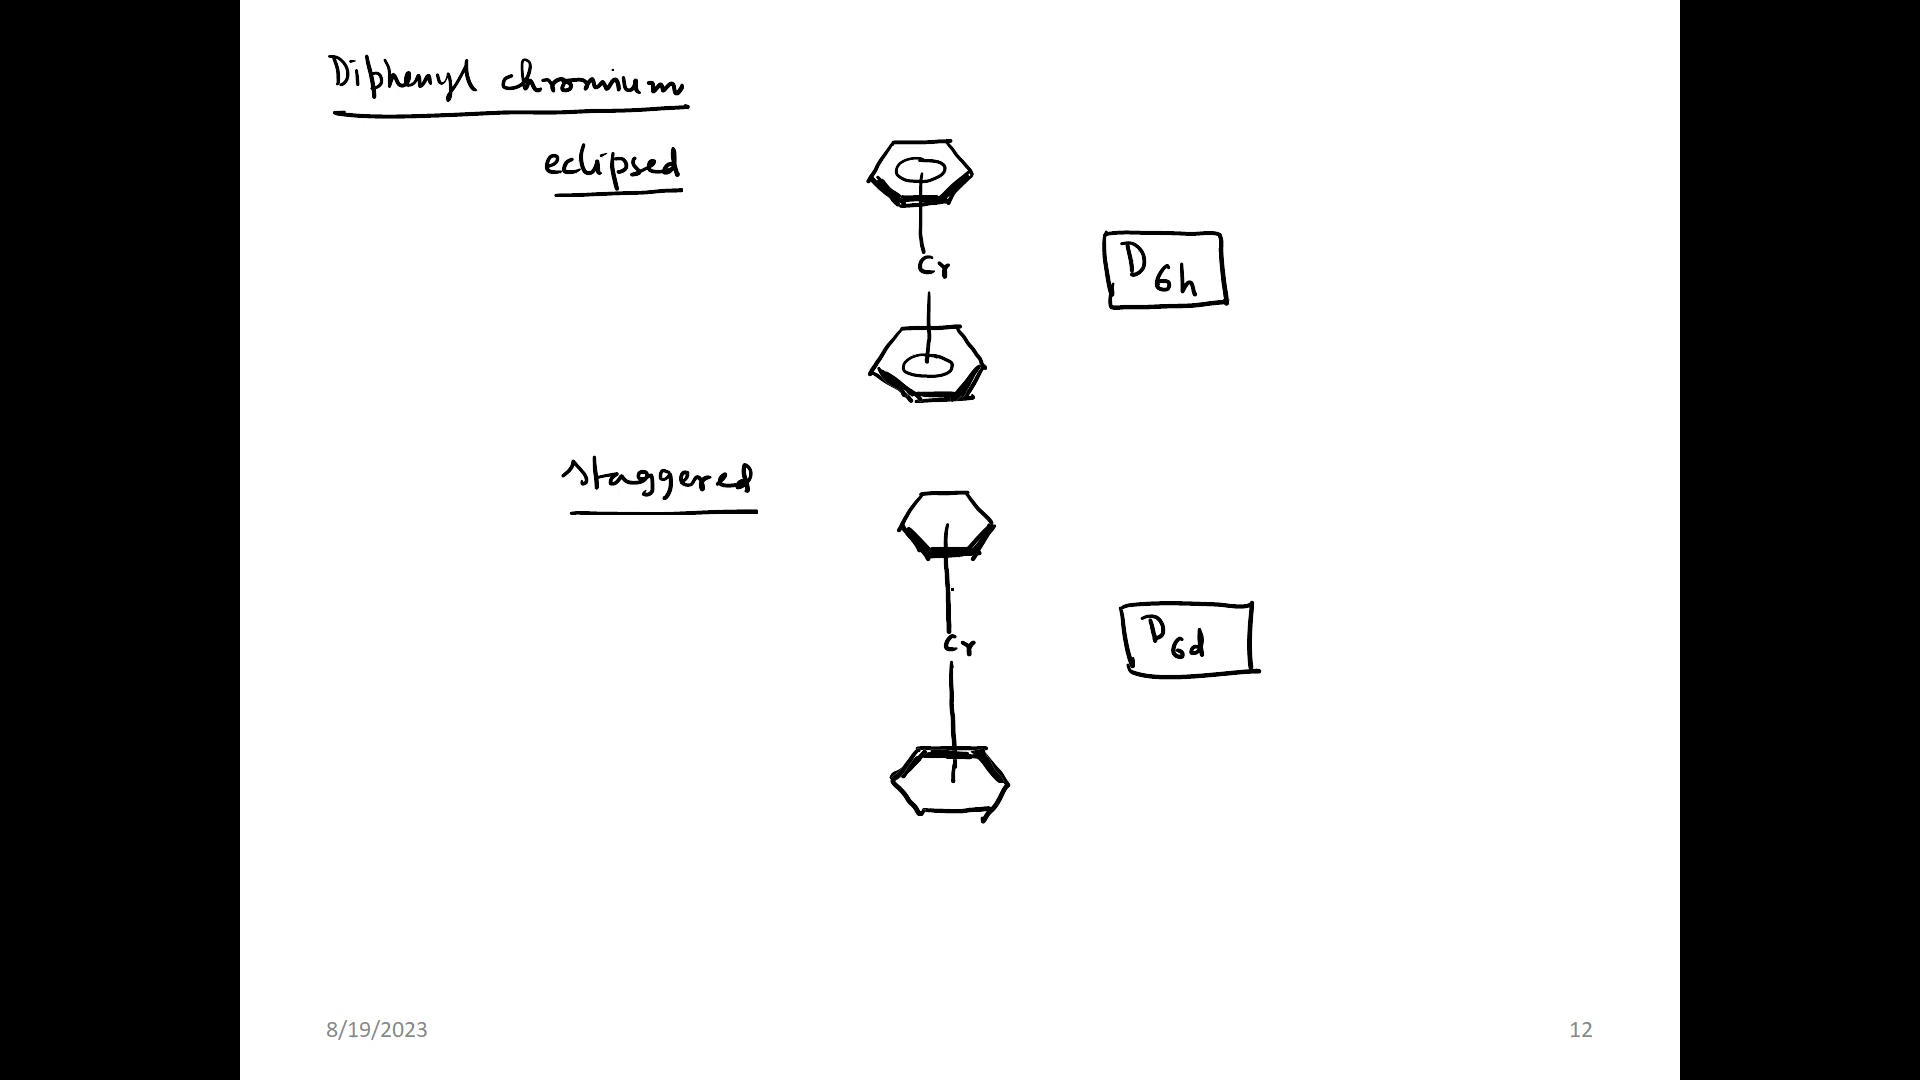 Diphenyl chromium
eclipsed
Cr
D6h
staggered
Cr
D6d
8/19/2023
12